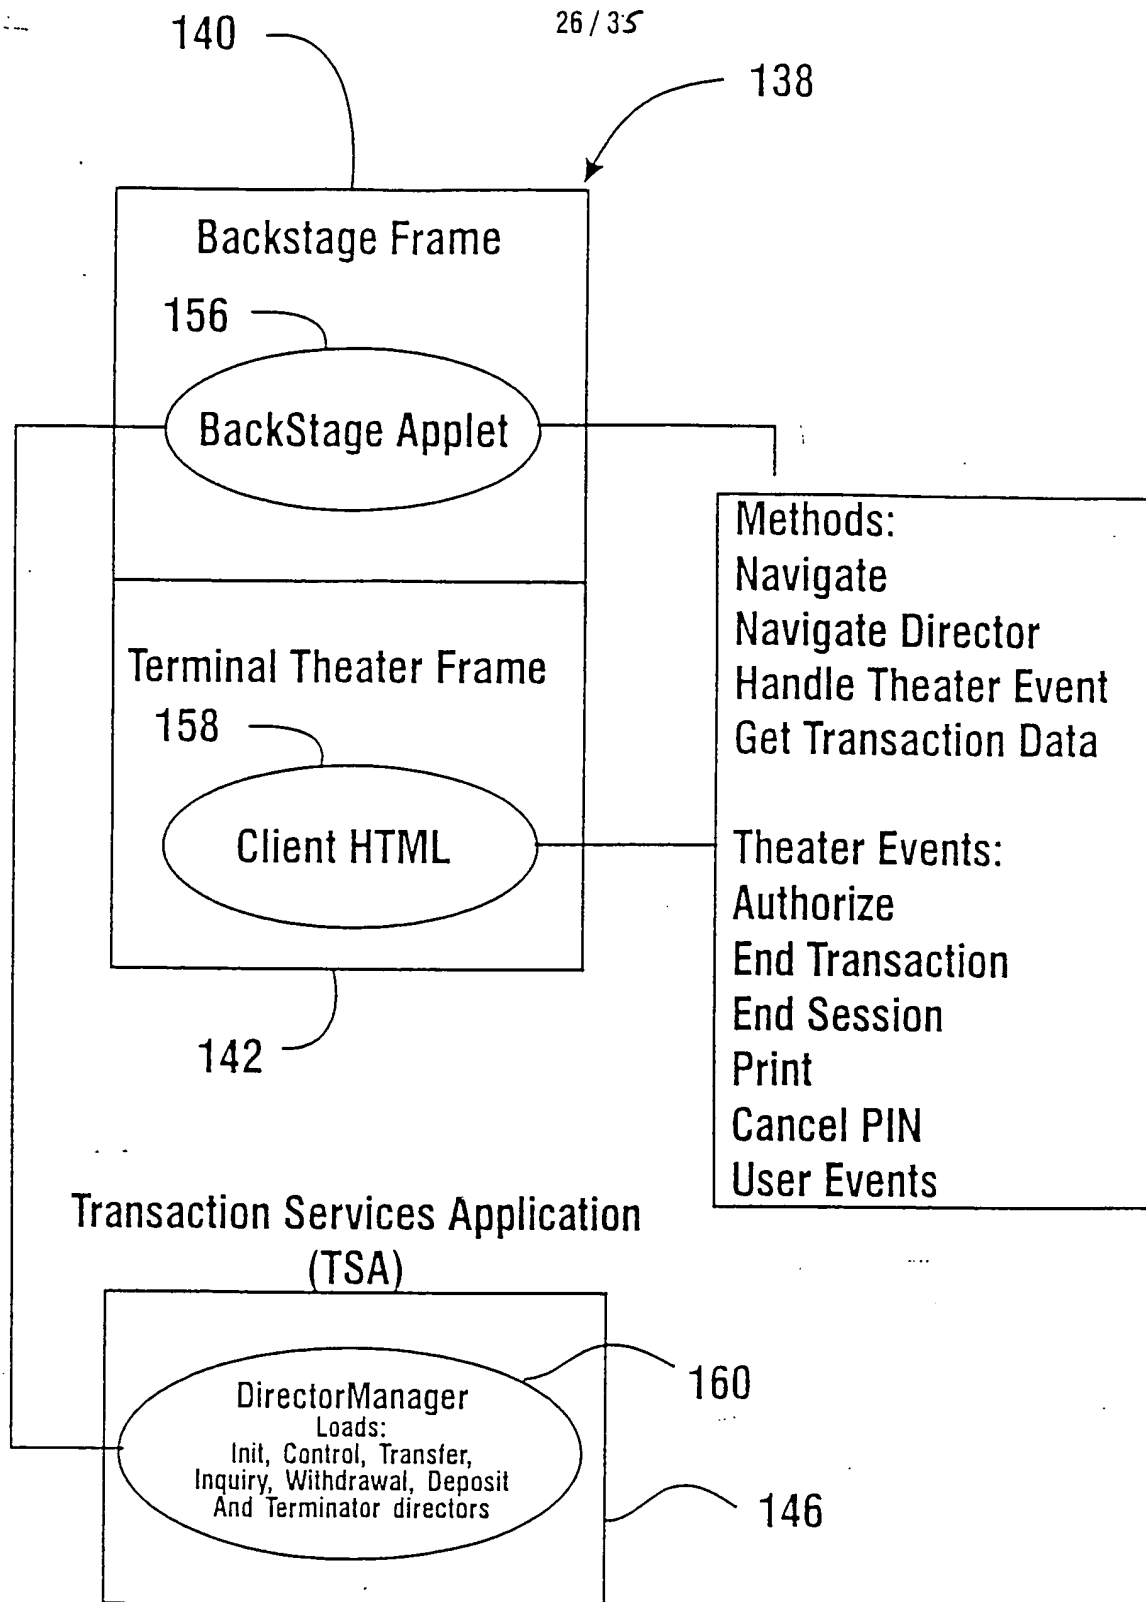 26/35
140
138
Backstage Frame
156
BackStage Applet
Methods:
Navigate
Navigate Director
Handle Theater Event
Get Transaction Data
Theater Events:
Authorize
End Transaction
End Session
Print
Cancel PIN
User Events
Terminal Theater Frame
158
Client HTML
142
Transaction Services Application
(TSA)
DirectorManager
Loads:
Init, Control, Transfer,
Inquiry, Withdrawal, Deposit
And Terminator directors
160
146